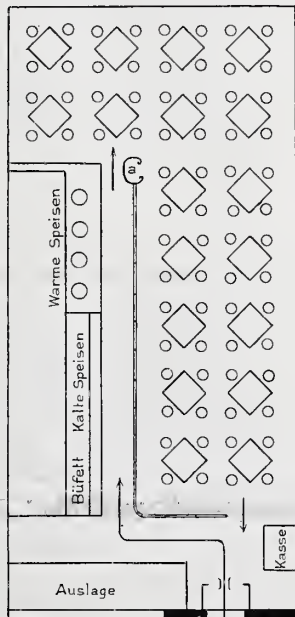 a
Warme Speisen
Büfett Kalte Speisen
Kasse
Auslage